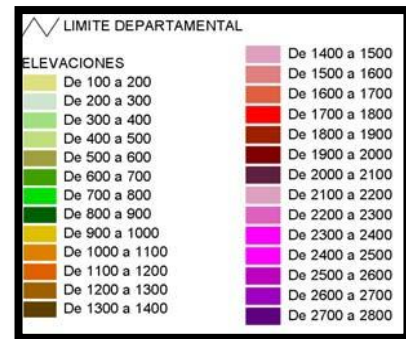 LIMITE DEPARTAMENTAL
ELEVACIONES
De 100 a 200
De 200 a 300
De 300 a 400
De 400 a 500
De 500 a 600
De 600 a 700
De 700 a 800
De 800 a 900
De 900 a 1000
De 1000 a 1100
De 1100 a 1200
De 1200 a 1300
De 1300 a 1400
De 1400 a 1500
De 1500 a 1600
De 1600 a 1700
De 1700 a 1800
De 1800 a 1900
De 1900 a 2000
De 2000 a 2100
De 2100 a 2200
De 2200 a 2300
De 2300 a 2400
De 2400 a 2500
De 2500 a 2600
De 2600 a 2700
De 2700 a 2800